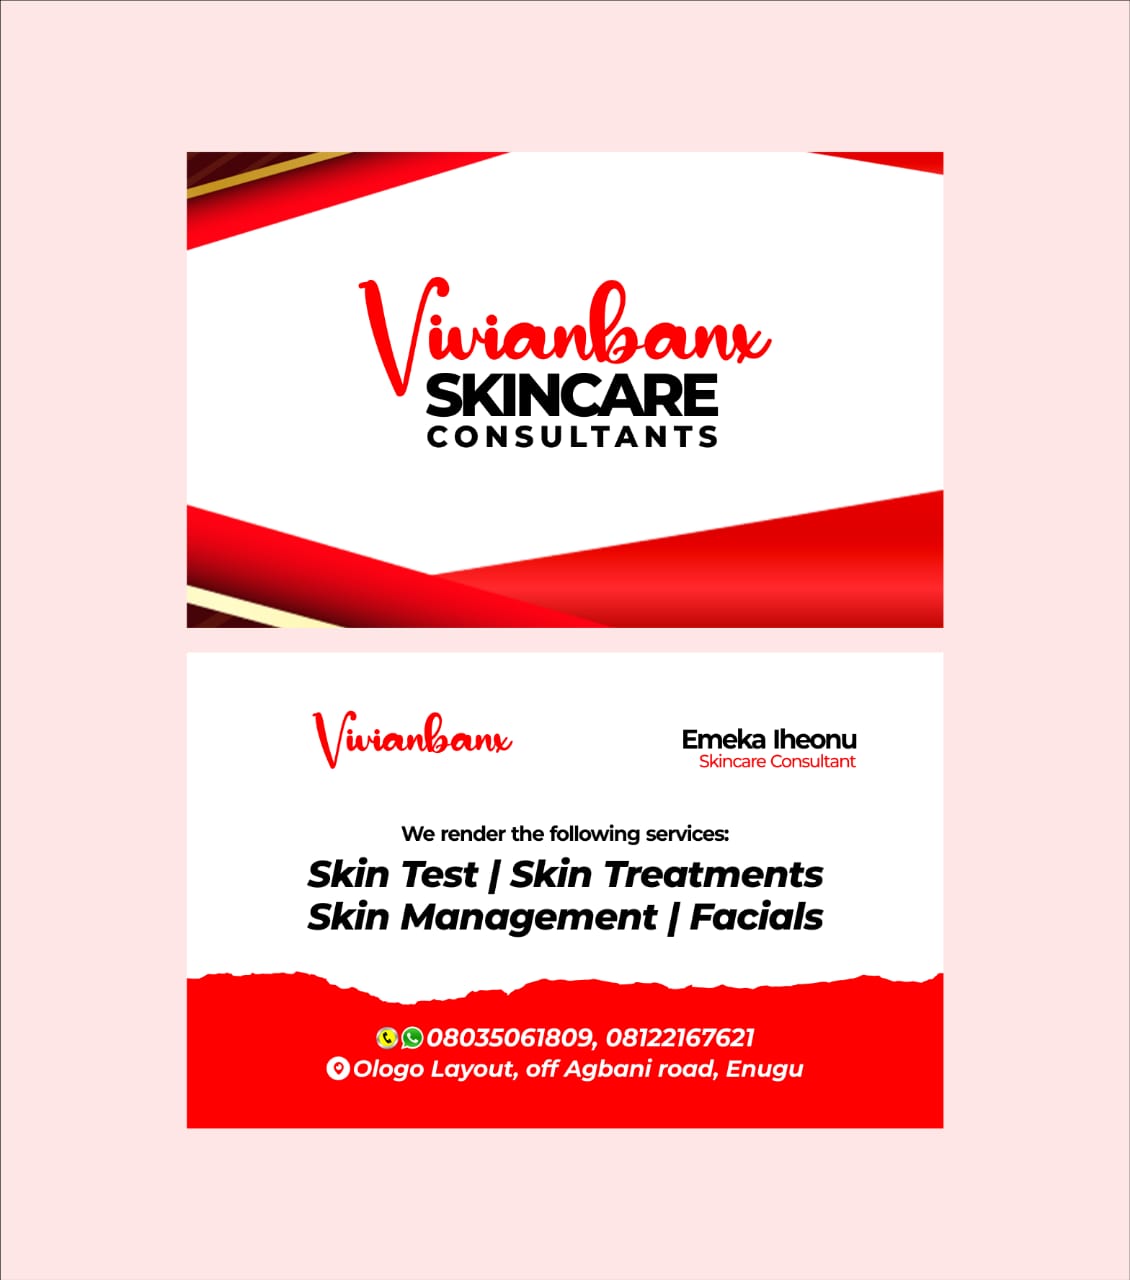 Vivianbanx
SKINCARE
CONSULTANTS
Vivianbanx
Emeka Iheonu
Skincare Consultant
We render the following services:
Skin Test | Skin Treatments
Skin Management | Facials
08035061809, 08122167621
Ologo Layout, off Agbani road, Enugu